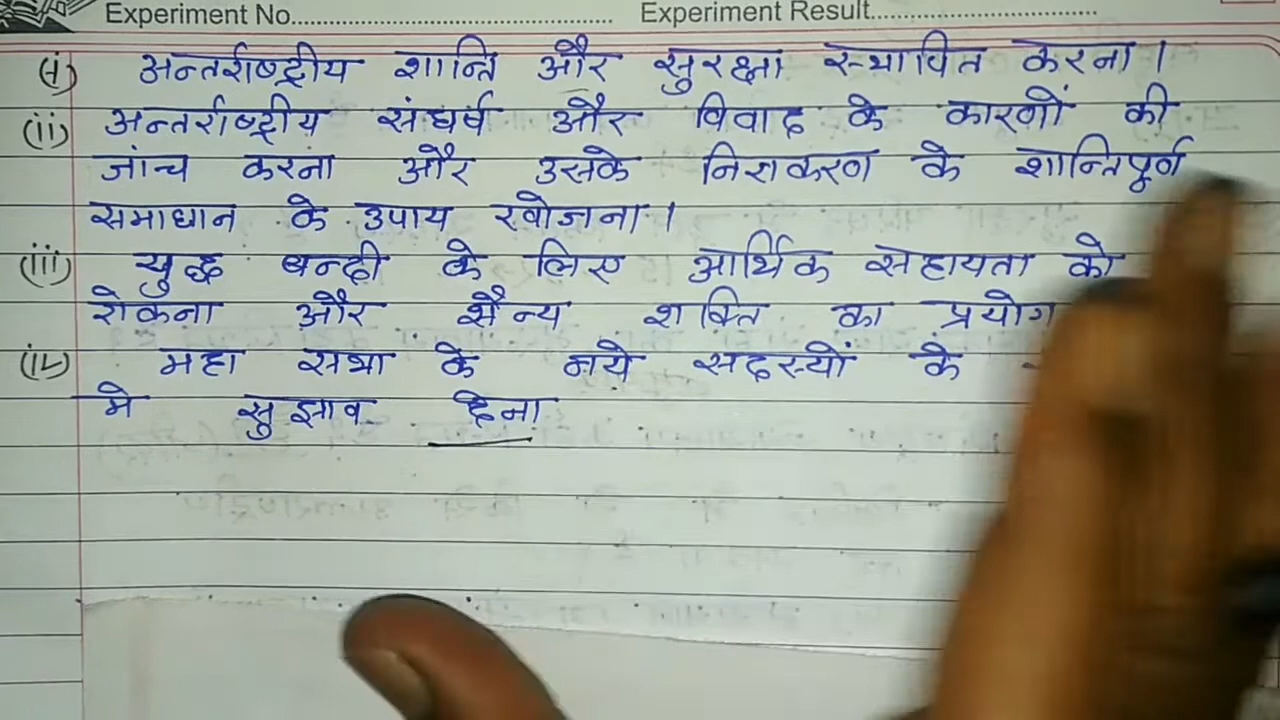 Experiment No.............................................. Experiment Result................................
(i) अन्तर्राष्ट्रीय शान्ति और सुरक्षा स्थापित करना।
(ii) अन्तर्राष्ट्रीय संघर्ष और विवाद के कारणों की
जांच करना और उसके निराकरण के शान्तिपूर्ण
समाधान के उपाय खोजना।
(iii) युद्ध बन्दी के लिए आर्थिक सहायता को
रोकना और सैन्य शक्ति का प्रयोग
(iv) महा सभा के नये सदस्यों के
मे सुझाव देना